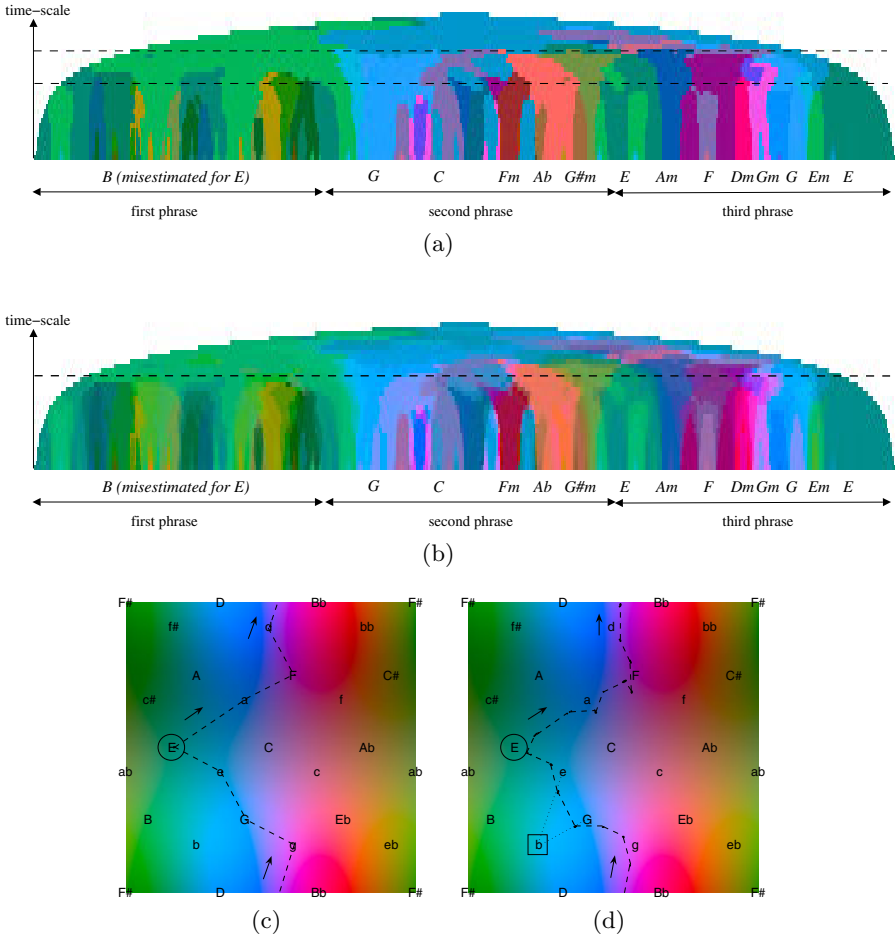 time−scale
B (misestimated for E) G C Fm Ab G#m E Am F Dm Gm G Em E
first phrase second phrase third phrase
(a)
time−scale
B (misestimated for E) G C Fm Ab G#m E Am F Dm Gm G Em E
first phrase second phrase third phrase
(b)
F# D Bb F#
f# d bb
A F C#
c# a f
E C Ab
ab e c ab
B G Eb
b g eb
F# D Bb F#
(c)
F# D Bb F#
f# d bb
A F C#
c# a f
E C Ab
ab e c ab
B G Eb
b g eb
F# D Bb F#
(d)